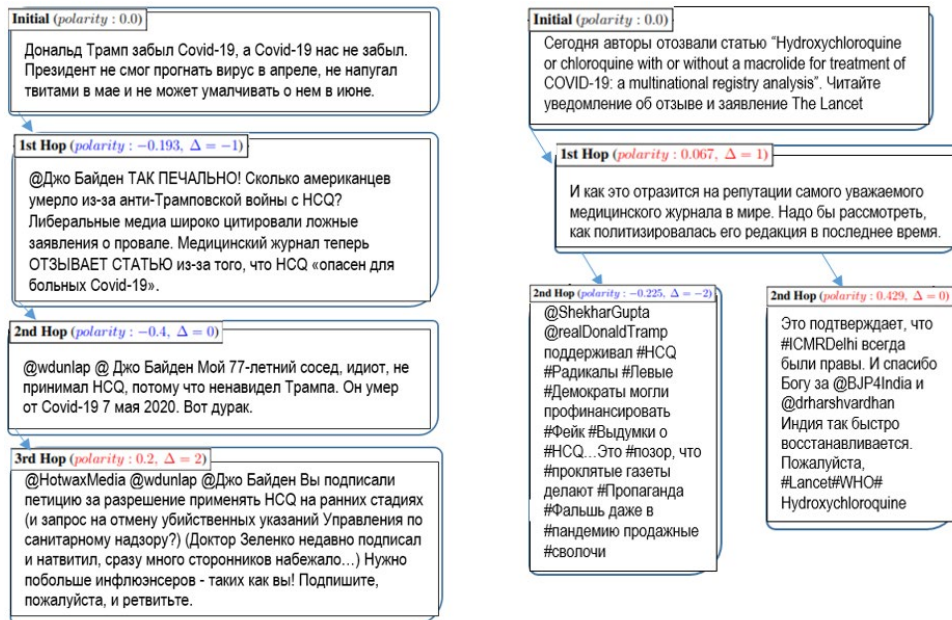 Initial (polarity : 0.0)
Дональд Трамп забыл Covid-19, а Covid-19 нас не забыл.
Президент не смог прогнать вирус в апреле, не напугал
твитами в мае и не может умалчивать о нем в июне.
1st Hop (polarity : −0.193, Δ = −1)
@Джо Байден ТАК ПЕЧАЛЬНО! Сколько американцев
умерло из-за анти-Трамповской войны с HCQ?
Либеральные медиа широко цитировали ложные
заявления о провале. Медицинский журнал теперь
ОТЗЫВАЕТ СТАТЬЮ из-за того, что HCQ «опасен для
больных Covid-19».
2nd Hop (polarity : −0.4, Δ = 0)
@wdunlap @ Джо Байден Мой 77-летний сосед, идиот, не
принимал HCQ, потому что ненавидел Трампа. Он умер
от Covid-19 7 мая 2020. Вот дурак.
3rd Hop (polarity : 0.2, Δ = 2)
@HotwaxMedia @wdunlap @Джо Байден Вы подписали
петицию за разрешение применять HCQ на ранних стадиях
(и запрос на отмену убийственных указаний Управления по
санитарному надзору?) (Доктор Зеленко недавно подписал
и натвитил, сразу много сторонников набежало...) Нужно
побольше инфлюэнсеров - таких как вы! Подпишите,
пожалуйста, и ретвитьте.
Initial (polarity : 0.0)
Сегодня авторы отозвали статью “Hydroxychloroquine
or chloroquine with or without a macrolide for treatment of
COVID-19: a multinational registry analysis”. Читайте
уведомление об отзыве и заявление The Lancet
1st Hop (polarity : 0.067, Δ = 1)
И как это отразится на репутации самого уважаемого
медицинского журнала в мире. Надо бы рассмотреть,
как политизировалась его редакция в последнее время.
2nd Hop (polarity : −0.225, Δ = −2)
@ShekharGupta
@realDonaldTramp
поддерживал #HCQ
#Радикалы #Левые
#Демократы могли
профинансировать
#Фейк #Выдумки о
#HCQ...Это #позор, что
#проклятые газеты
делают #Пропаганда
#Фальшь даже в
#пандемию продажные
#сволочи
2nd Hop (polarity : 0.429, Δ = 0)
Это подтверждает, что
#ICMRDelhi всегда
были правы. И спасибо
Богу за @BJP4India и
@drharshvardhan
Индия так быстро
восстанавливается.
Пожалуйста,
#Lancet#WHO#
Hydroxychloroquine